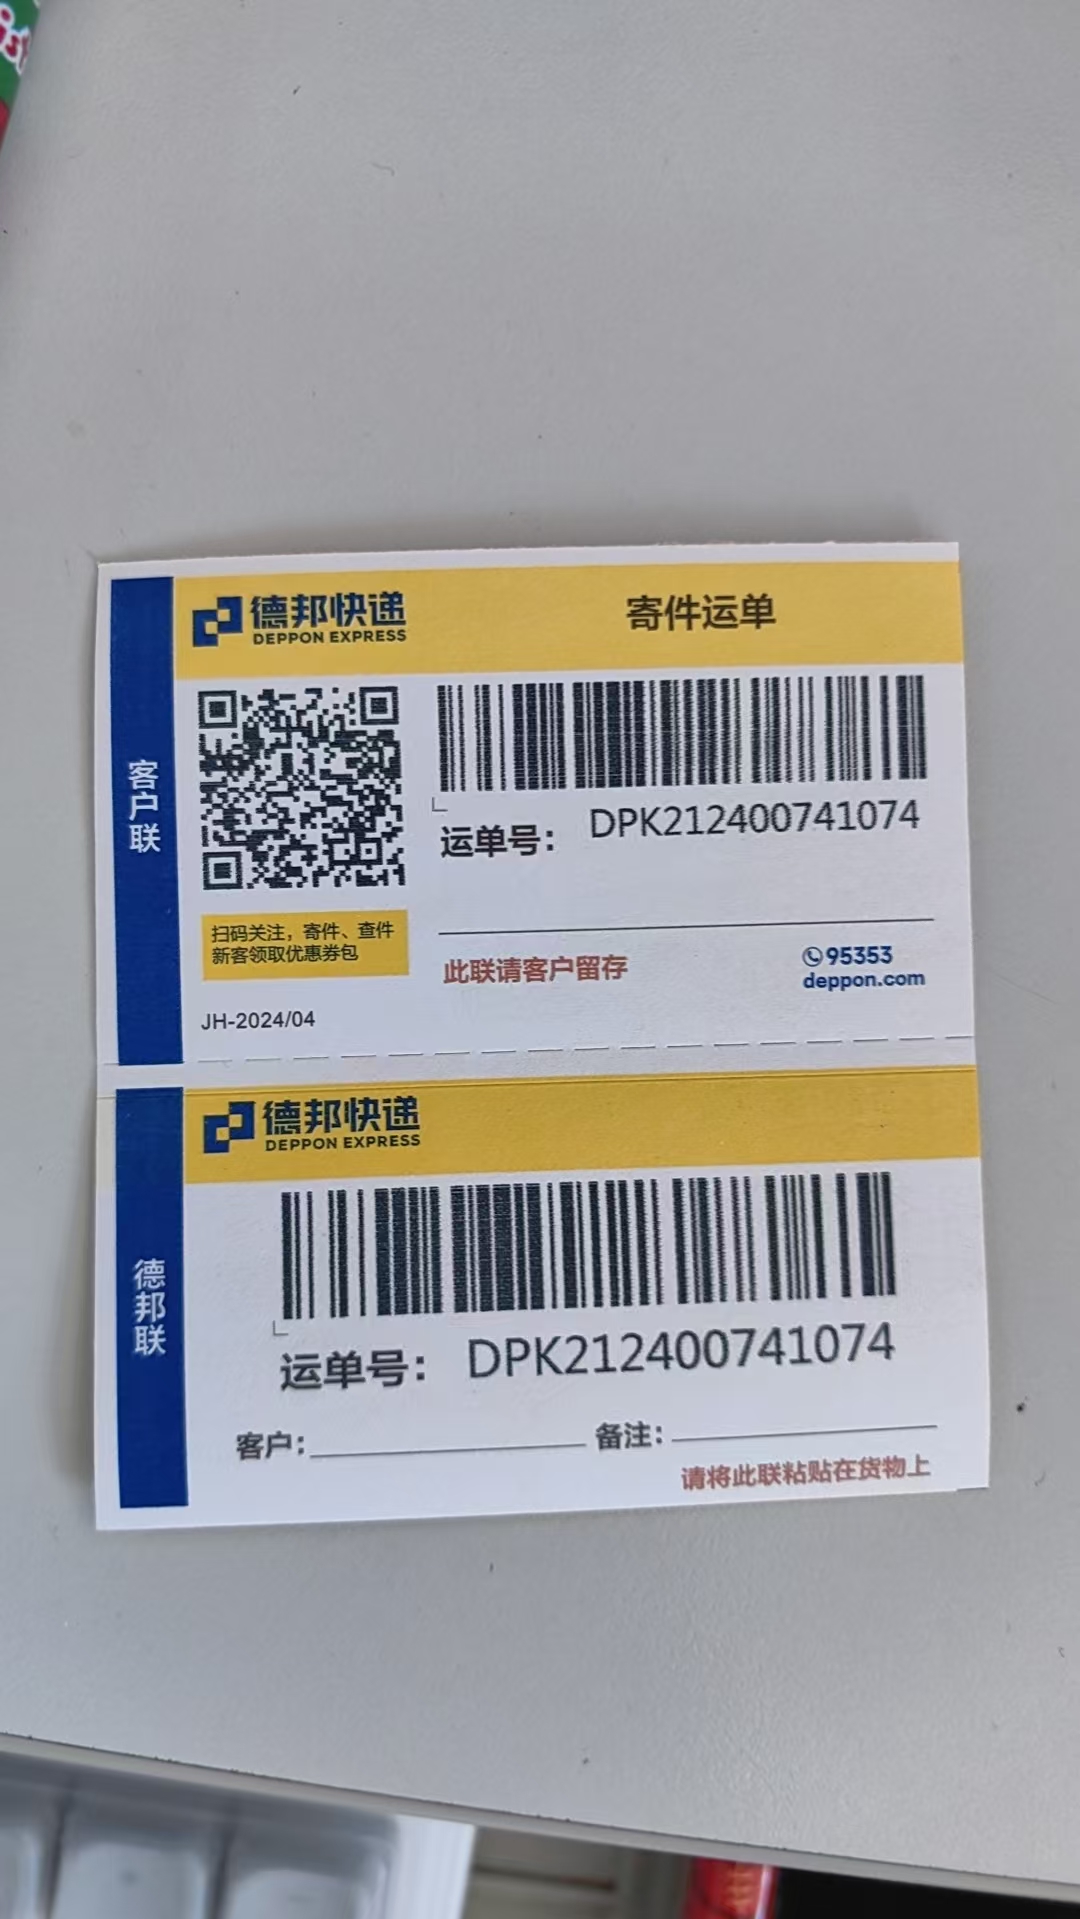 德邦快递
DEPPON EXPRESS
寄件运单
客户联
运单号：
DPK212400741074
扫码关注，寄件、查件
新客领取优惠券包
此联请客户留存
95353
deppon.com
JH-2024/04
德邦快递
DEPPON EXPRESS
德邦联
运单号：
DPK212400741074
客户：
备注：
请将此联粘贴在货物上